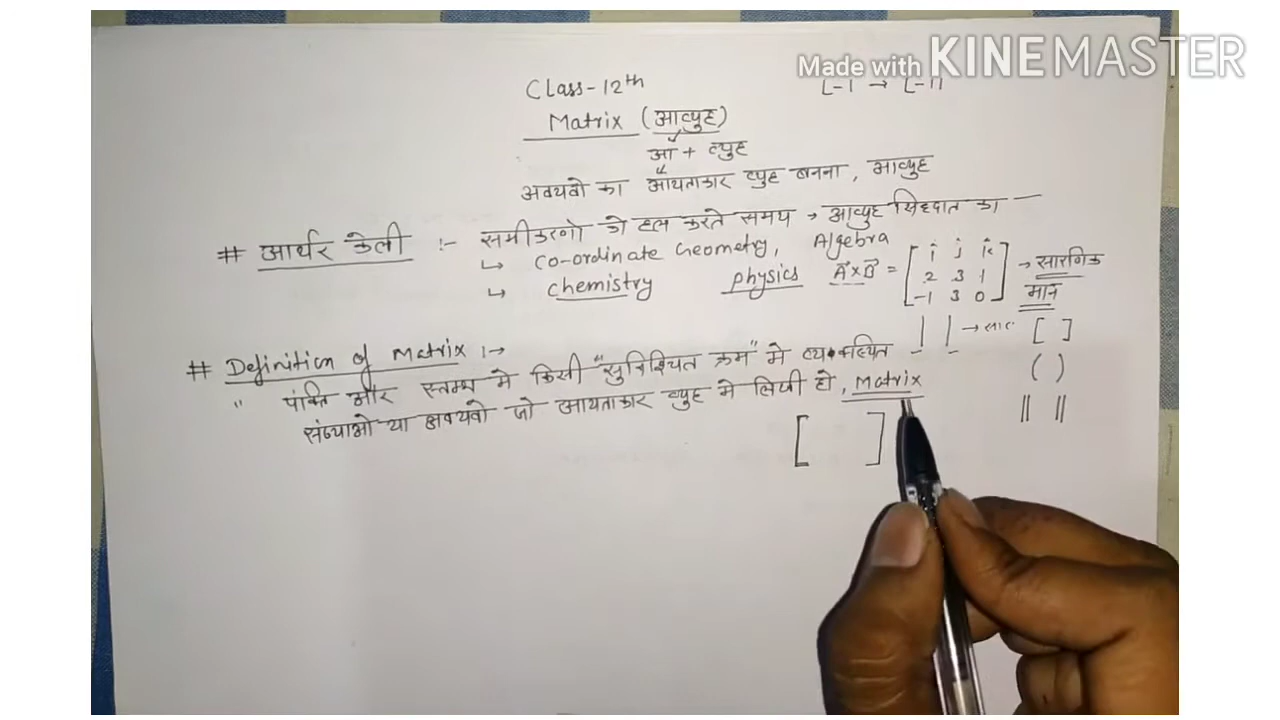 Made with KINEMASTER
Class-12th
Matrix (आव्युह)
आ + व्युह
अवयवो का आयताकार व्युह बनना, आव्युह
# आर्थर केली :- समीकरणो को हल करते समय → आव्युह सिद्दात का —
↳ co-ordinate Geometry, Algebra
↳ chemistry physics A⃗×B⃗ = [ i j k
2 3 1
-1 3 0 ] → सारणिक
मान
| | → सार [ ]
# Definition of Matrix :→
" पंक्ति और स्तम्भ मे किसी "सुनिश्चित क्रम" मे व्यवस्थित ( )
संख्याओ या अवयवो जो आयताकार व्युह मे लिखी हो, Matrix || ||
[ ]